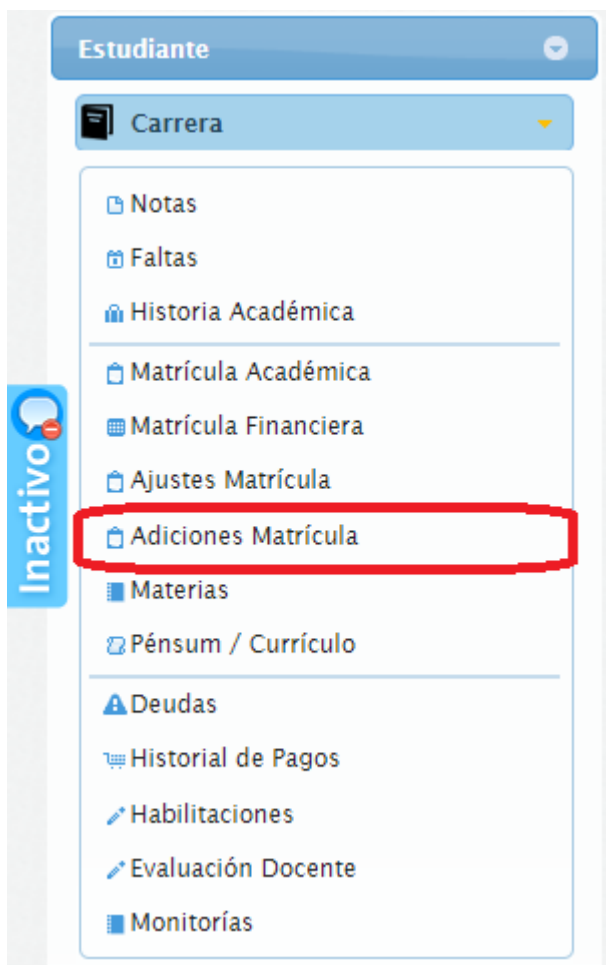 Estudiante
Carrera
Notas
Faltas
Historia Académica
Matrícula Académica
Matrícula Financiera
Ajustes Matrícula
Adiciones Matrícula
Materias
Pénsum / Currículo
Deudas
Historial de Pagos
Habilitaciones
Evaluación Docente
Monitorías
Inactivo